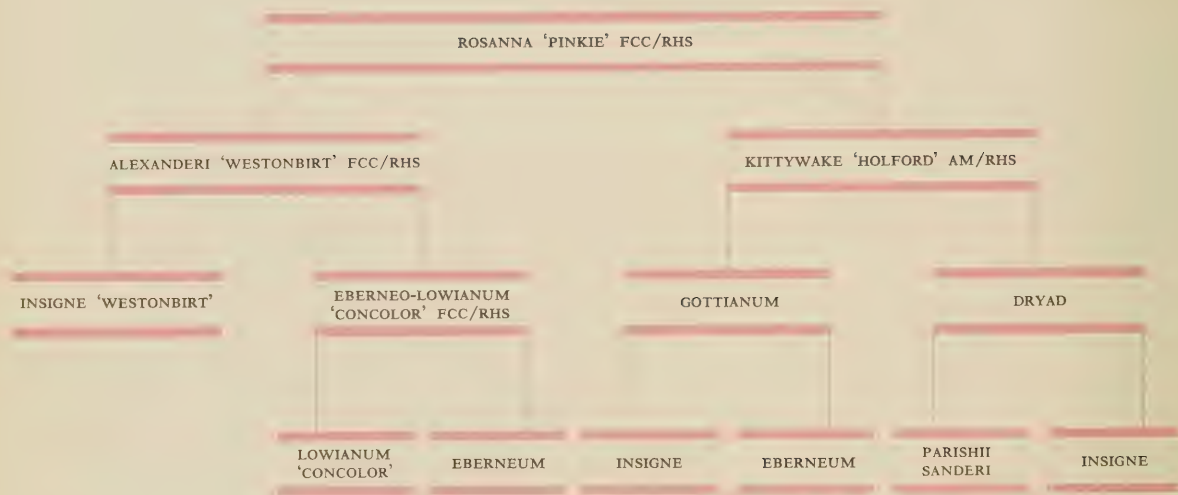 ROSANNA ‘PINKIE’ FCC/RHS
ALEXANDERI ‘WESTONBIRT’ FCC/RHS
KITTYWAKE ‘HOLFORD’ AM/RHS
INSIGNE ‘WESTONBIRT’
EBERNEO-LOWIANUM
‘CONCOLOR’ FCC/RHS
GOTTIANUM
DRYAD
LOWIANUM
‘CONCOLOR’
EBERNEUM
INSIGNE
EBERNEUM
PARISHII
SANDERI
INSIGNE